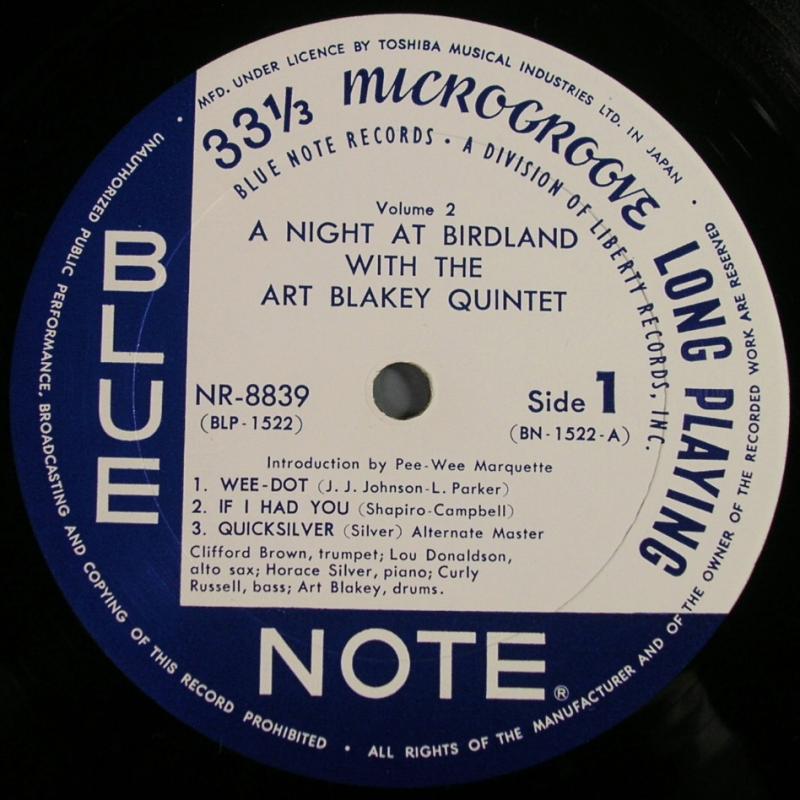 MFD. UNDER LICENCE BY TOSHIBA MUSICAL INDUSTRIES LTD. IN JAPAN •
33⅓ MICROGROOVE LONG PLAYING
BLUE NOTE RECORDS • A DIVISION OF LIBERTY RECORDS, INC.
Volume 2
A NIGHT AT BIRDLAND
WITH THE
ART BLAKEY QUINTET
NR-8839
(BLP-1522)
Side 1
(BN-1522-A)
Introduction by Pee-Wee Marquette
1. WEE-DOT (J. J. Johnson-L. Parker)
2. IF I HAD YOU (Shapiro-Campbell)
3. QUICKSILVER (Silver) Alternate Master
Clifford Brown, trumpet; Lou Donaldson,
alto sax; Horace Silver, piano; Curly
Russell, bass; Art Blakey, drums.
BLUE
NOTE®
• UNAUTHORIZED PUBLIC PERFORMANCE, BROADCASTING AND COPYING OF THIS RECORD PROHIBITED • ALL RIGHTS OF THE MANUFACTURER AND OF THE OWNER OF THE RECORDED WORK ARE RESERVED